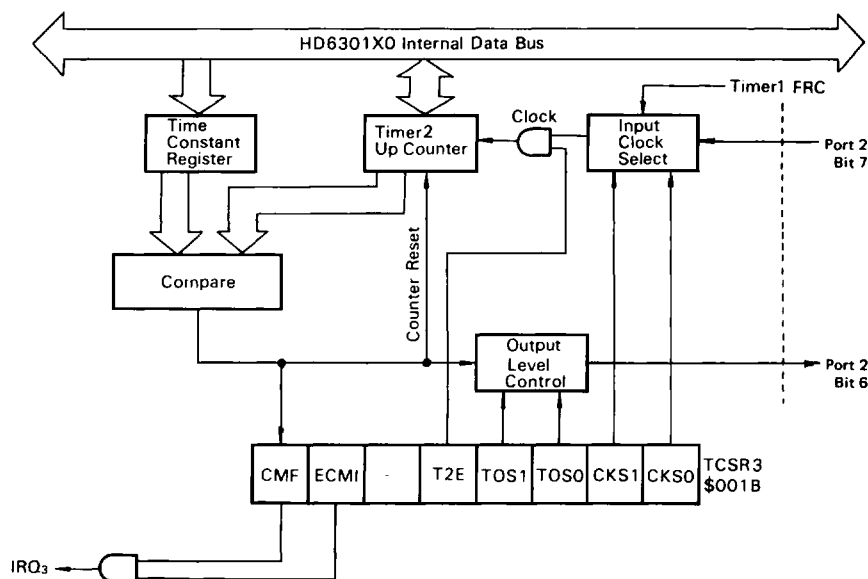 HD6301X0 Internal Data Bus
Timer1 FRC
Time
Constant
Register
Timer2
Up Counter
Clock
Input
Clock
Select
Port 2
Bit 7
Compare
Counter Reset
Output
Level
Control
Port 2
Bit 6
CMF
ECMI
-
T2E
TOS1
TOS0
CKS1
CKS0
TCSR3
$001B
IRQ₃